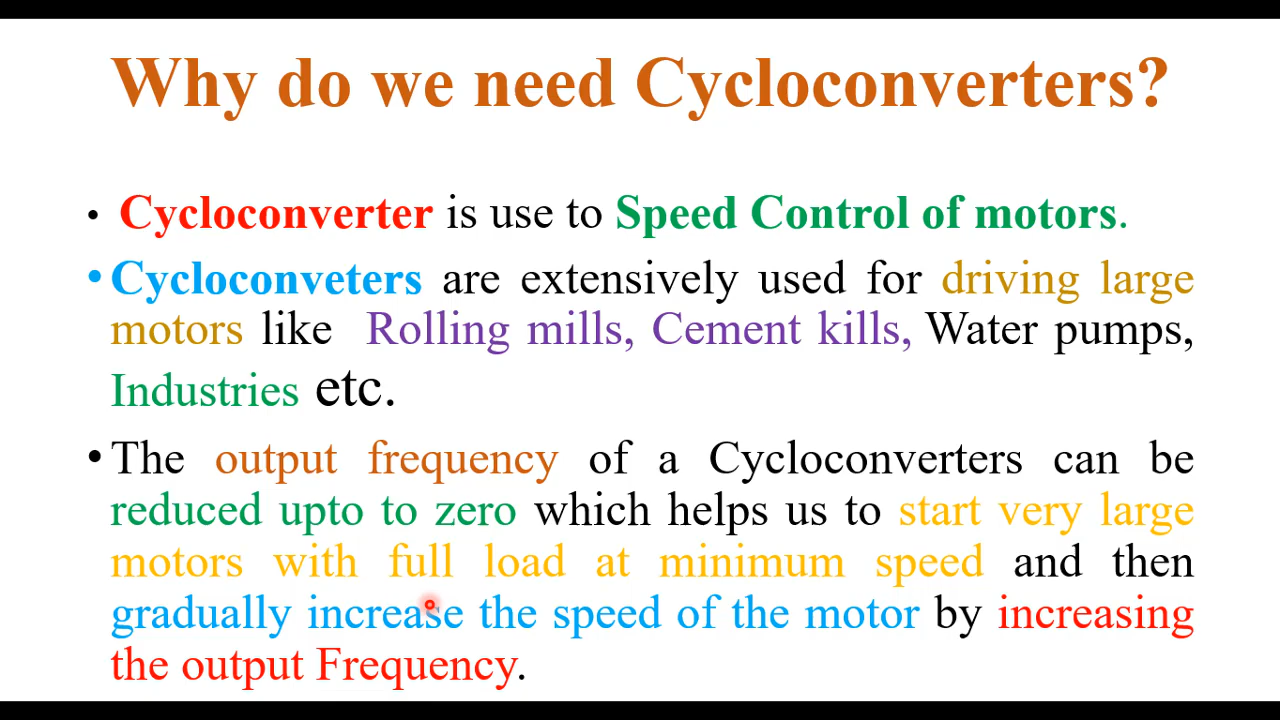 Why do we need Cycloconverters?
• Cycloconverter is use to Speed Control of motors.
• Cycloconveters are extensively used for driving large
motors like Rolling mills, Cement kills, Water pumps,
Industries etc.
• The output frequency of a Cycloconverters can be
reduced upto to zero which helps us to start very large
motors with full load at minimum speed and then
gradually increase the speed of the motor by increasing
the output Frequency.